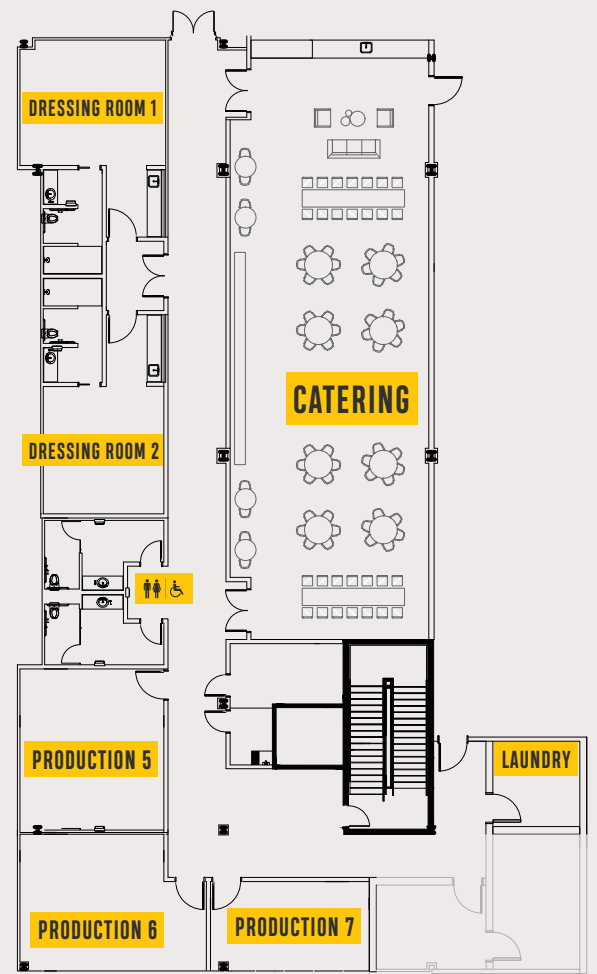 DRESSING ROOM 1
CATERING
DRESSING ROOM 2
PRODUCTION 5
LAUNDRY
PRODUCTION 6
PRODUCTION 7